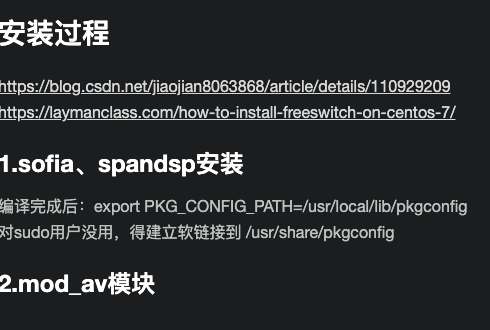 安装过程
https://blog.csdn.net/jiaojian8063868/article/details/110929209
https://laymanclass.com/how-to-install-freeswitch-on-centos-7/
1.sofia、spandsp安装
编译完成后：export PKG_CONFIG_PATH=/usr/local/lib/pkgconfig
对sudo用户没用，得建立软链接到 /usr/share/pkgconfig
2.mod_av模块